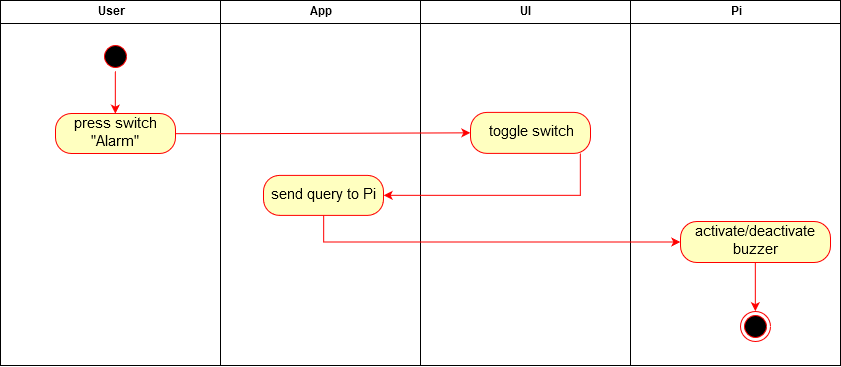 User
App
UI
Pi
press switch
"Alarm"
toggle switch
send query to Pi
activate/deactivate
buzzer